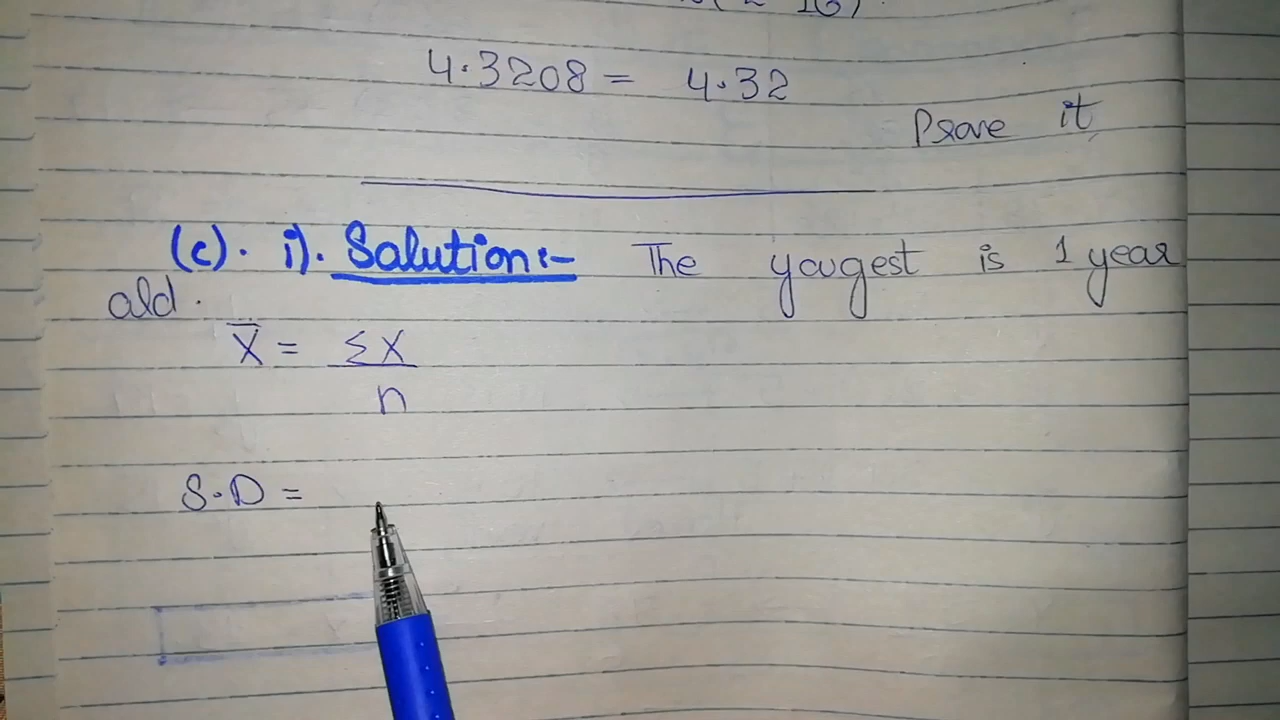 4.3208 = 4.32
Prove it
(c). i). Solution:- The yougest is 1 year
old.
X̄ = ΣX
n
S.D =